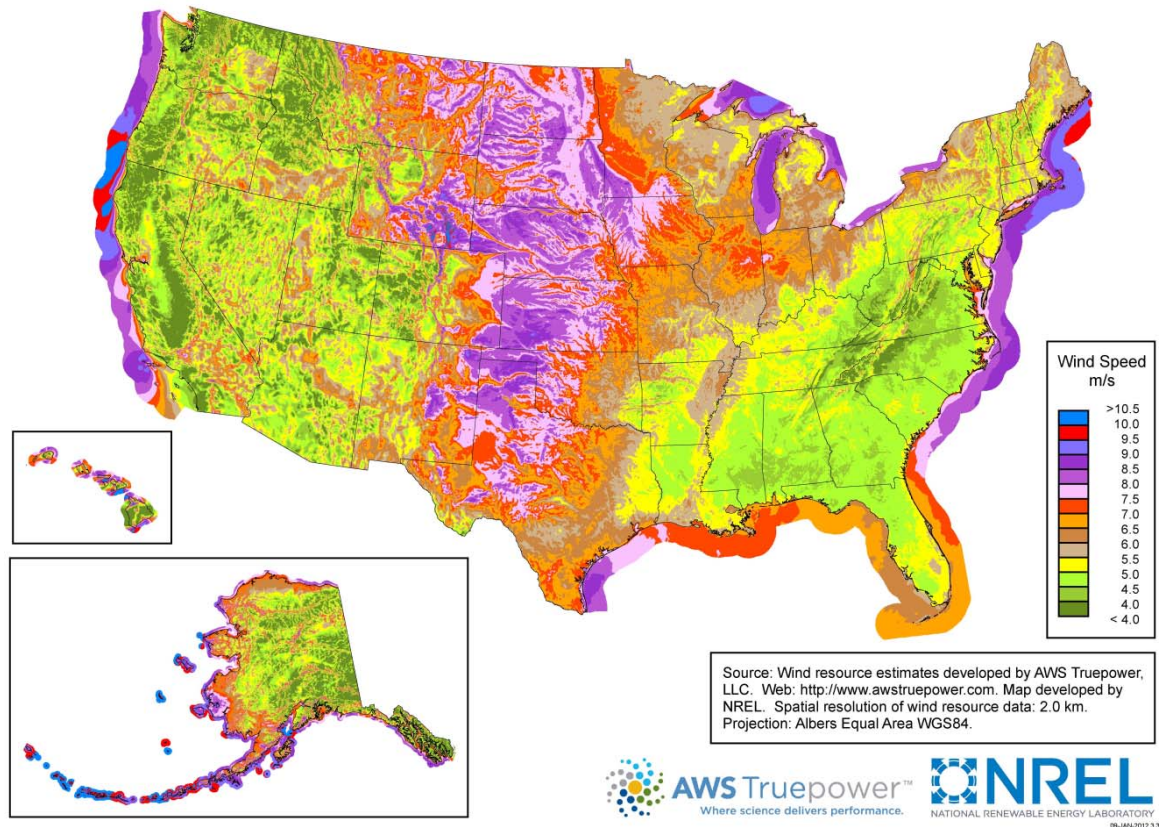 Wind Speed
m/s
>10.5
10.0
9.5
9.0
8.5
8.0
7.5
7.0
6.5
6.0
5.5
5.0
4.0
< 4.0
Source: Wind resource estimates developed by AWS Truepower,
LLC. Web: http://www.awstruepower.com. Map developed by
NREL. Spatial resolution of wind resource data: 2.0 km.
Projection: Albers Equal Area WGS84.
AWS Truepower™
Where science delivers performance.
NREL
NATIONAL RENEWABLE ENERGY LABORATORY